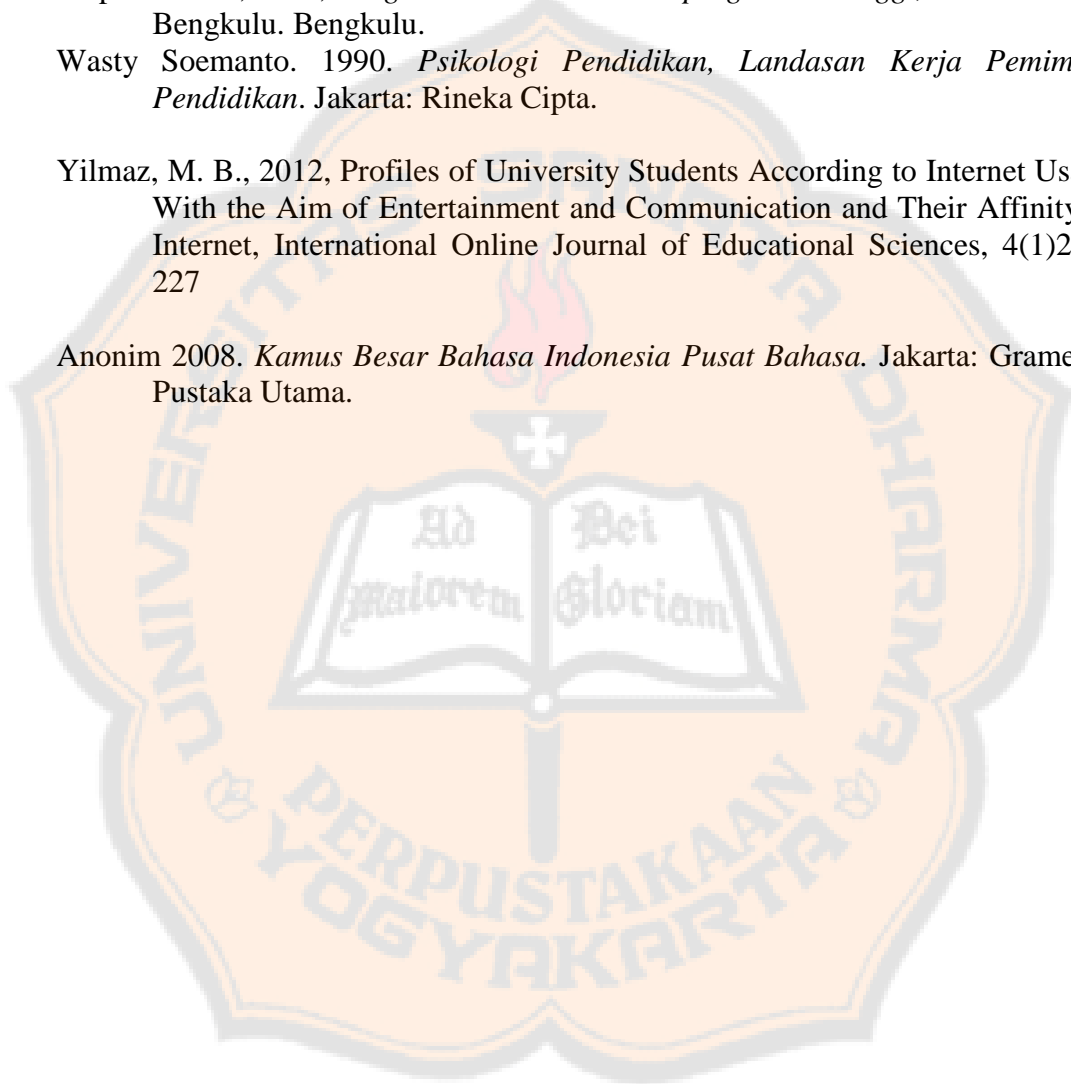 Bengkulu. Bengkulu.
Wasty Soemanto. 1990. Psikologi Pendidikan, Landasan Kerja Pemim
Pendidikan. Jakarta: Rineka Cipta.
Yilmaz, M. B., 2012, Profiles of University Students According to Internet Us
With the Aim of Entertainment and Communication and Their Affinity
Internet, International Online Journal of Educational Sciences, 4(1)2
227
Anonim 2008. Kamus Besar Bahasa Indonesia Pusat Bahasa. Jakarta: Grame
Pustaka Utama.
UNIVERSITAS SANATA DHARMA
Ad Dei
Maiorem Gloriam
PERPUSTAKAAN
YOGYAKARTA